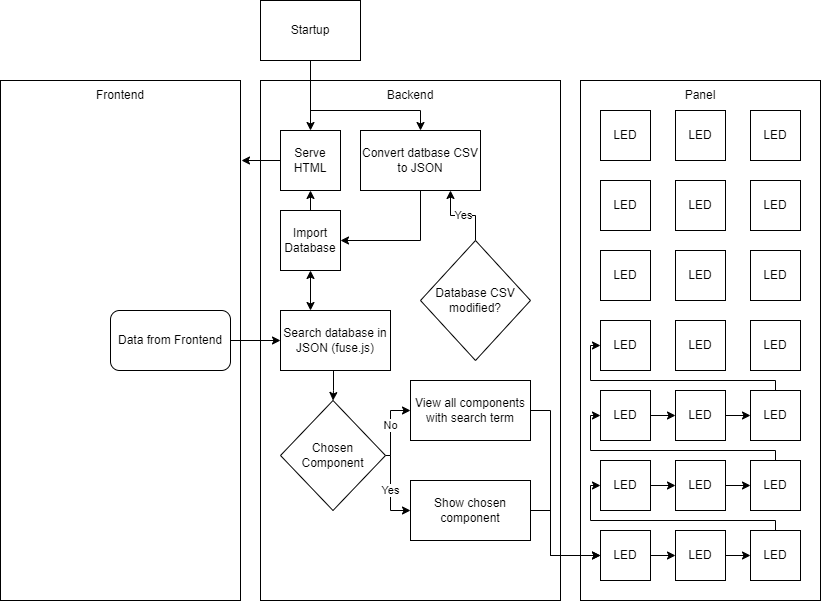 Startup
Frontend
Backend
Panel
Serve
HTML
Convert datbase CSV
to JSON
LED
LED
LED
Import
Database
Yes
LED
LED
LED
Database CSV
modified?
LED
LED
LED
Data from Frontend
Search database in
JSON (fuse.js)
LED
LED
LED
Chosen
Component
No
View all components
with search term
LED
LED
LED
Yes
Show chosen
component
LED
LED
LED
LED
LED
LED